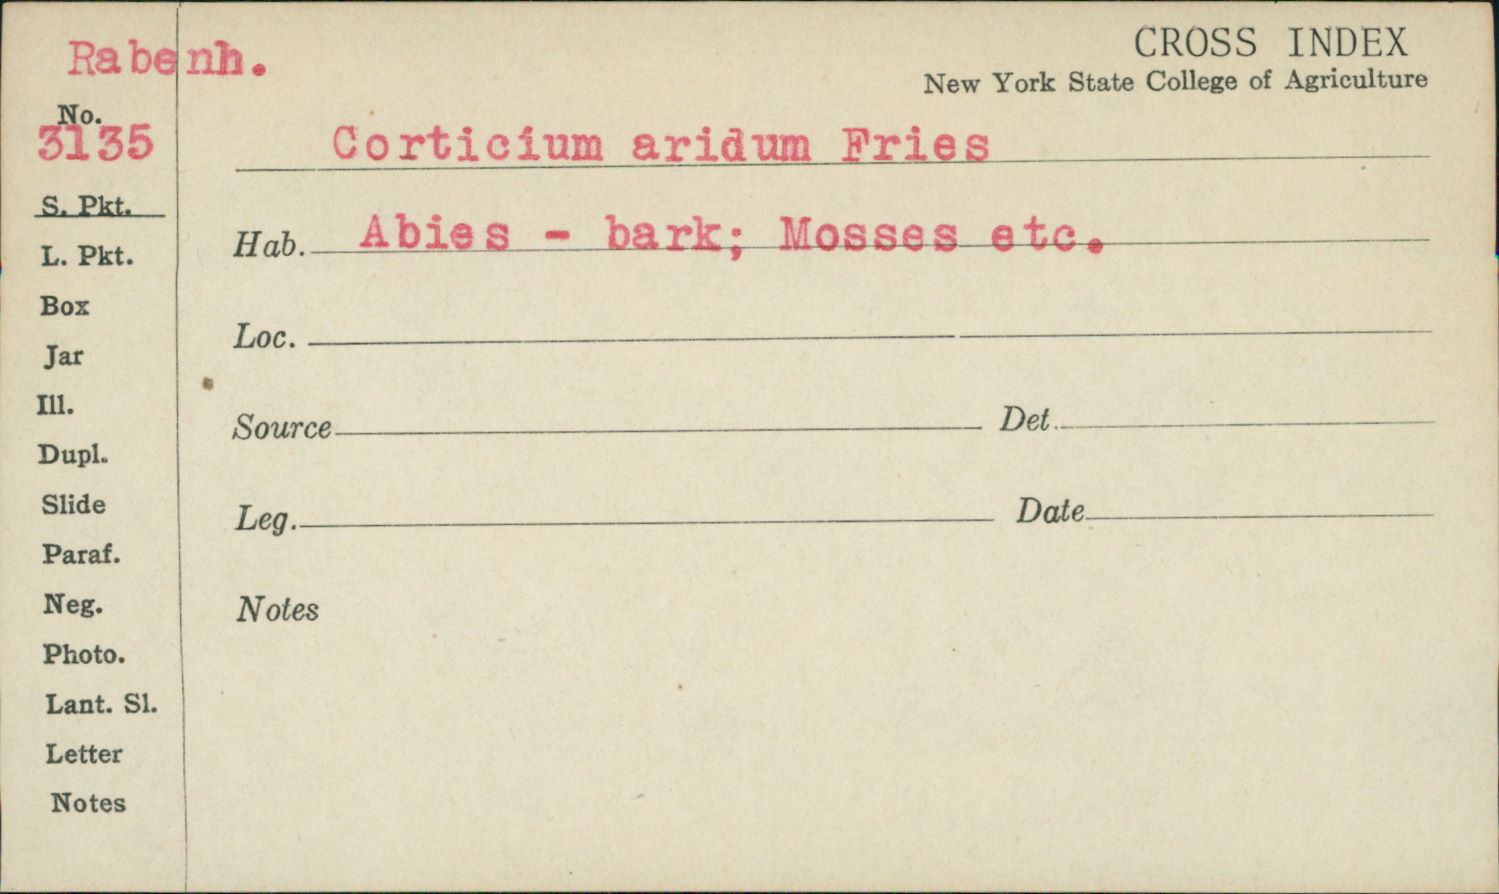 Rabenh.
CROSS INDEX
New York State College of Agriculture
No.
3135
Corticium aridum Fries
S. Pkt.
Hab. Abies - bark; Mosses etc.
L. Pkt.
Box
Loc.
Jar
Ill.
Source Det.
Dupl.
Slide
Leg. Date
Paraf.
Neg.
Notes
Photo.
Lant. Sl.
Letter
Notes